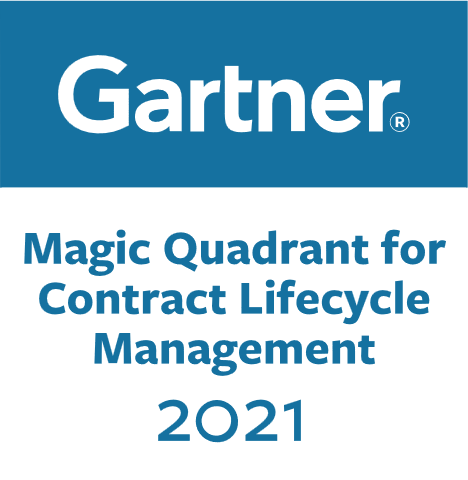 Gartner®
Magic Quadrant for
Contract Lifecycle
Management
2021